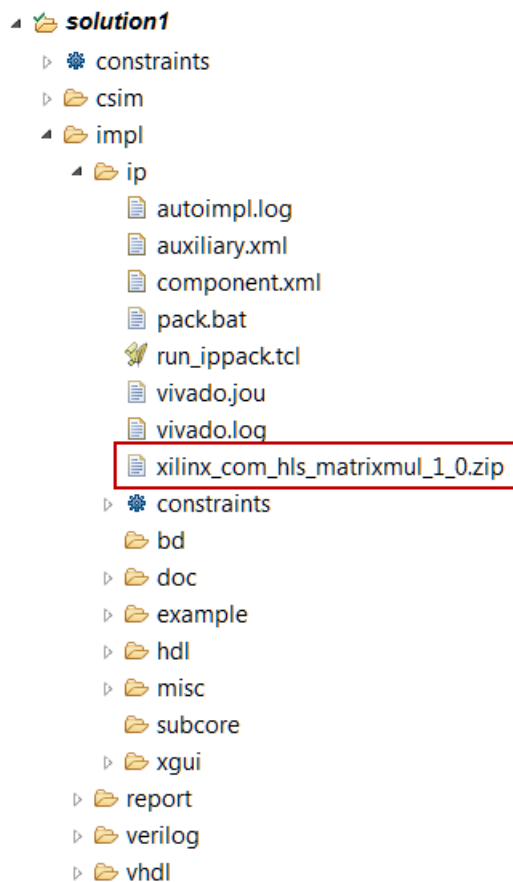 solution1
constraints
csim
impl
ip
autoimpl.log
auxiliary.xml
component.xml
pack.bat
run_ippack.tcl
vivado.jou
vivado.log
xilinx_com_hls_matrixmul_1_0.zip
constraints
bd
doc
example
hdl
misc
subcore
xgui
report
verilog
vhdl